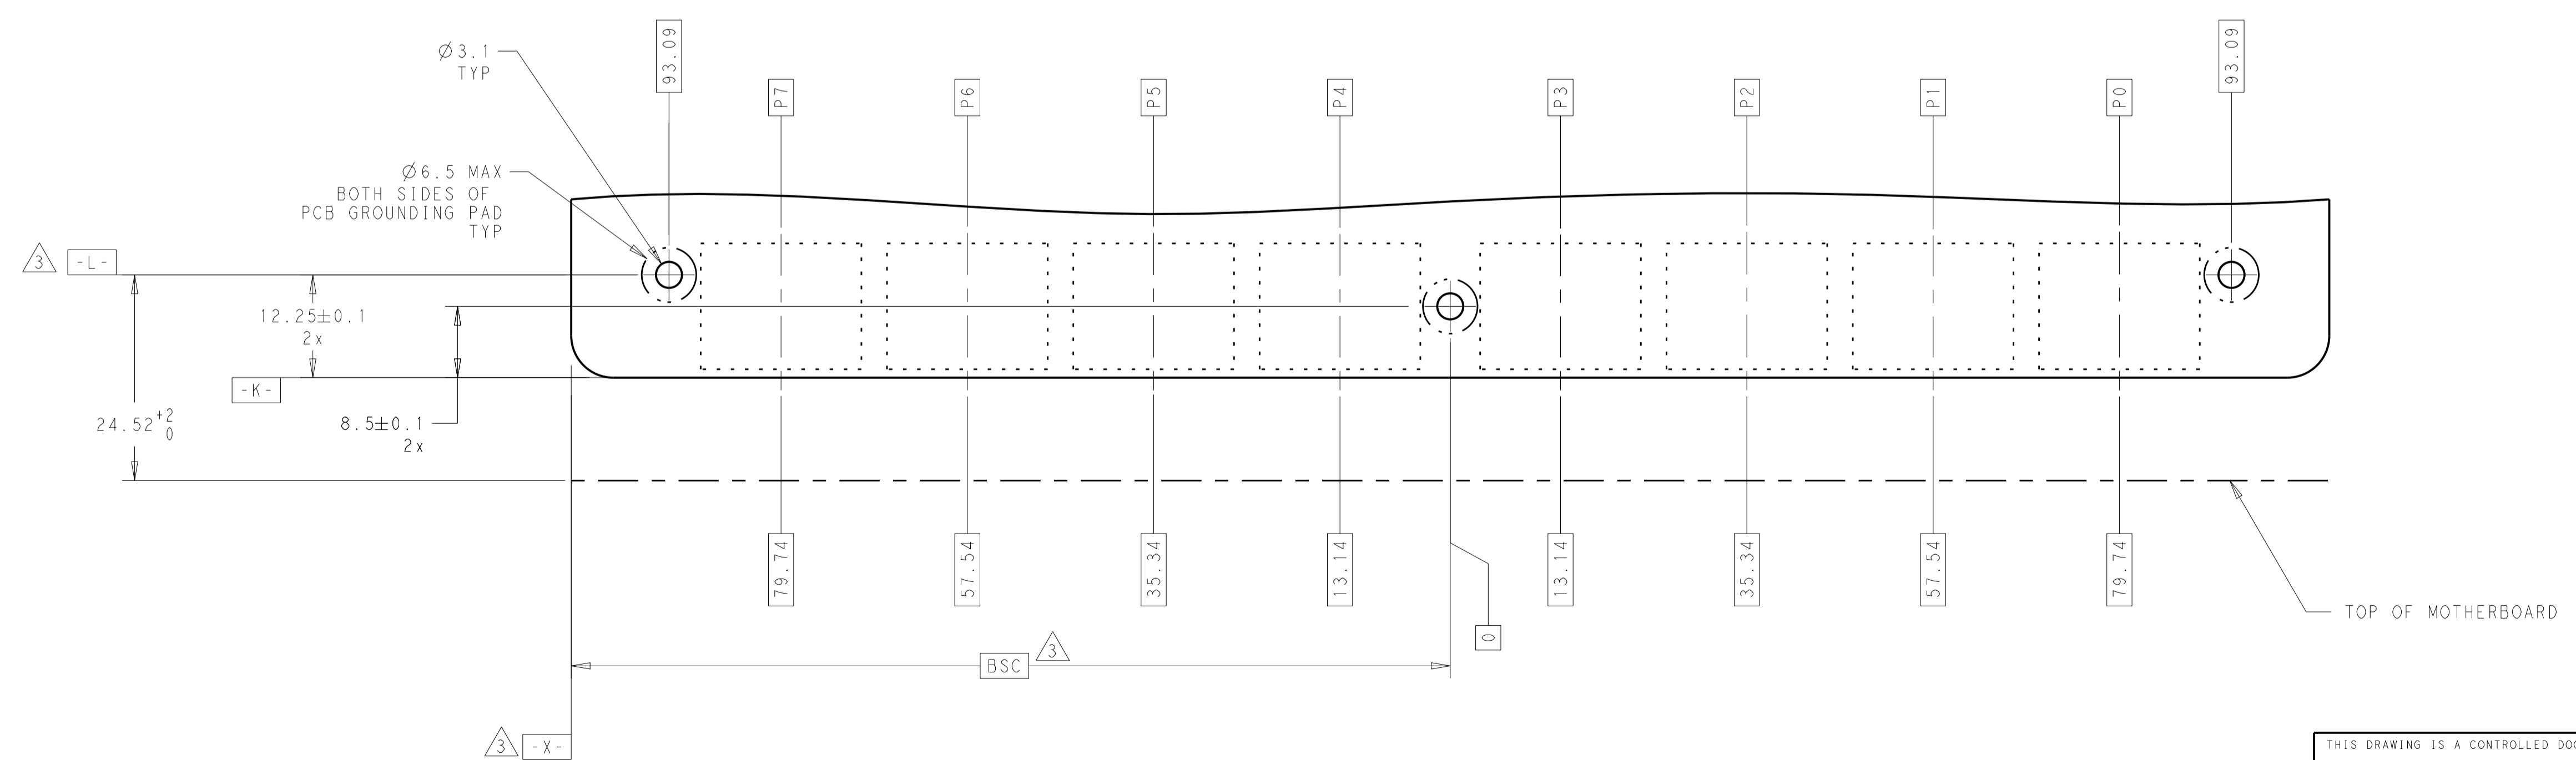 93.09
93.09
Ø3.1
TYP
P7
P6
P5
P4
P3
P2
P1
P0
Ø6.5 MAX
BOTH SIDES OF
PCB GROUNDING PAD
TYP
3
-L-
12.25±0.1
2x
-K-
24.52 +2 0
8.5±0.1
2x
79.74
57.54
35.34
13.14
13.14
35.34
57.54
79.74
TOP OF MOTHERBOARD
0
BSC
3
3
-X-
THIS DRAWING IS A CONTROLLED